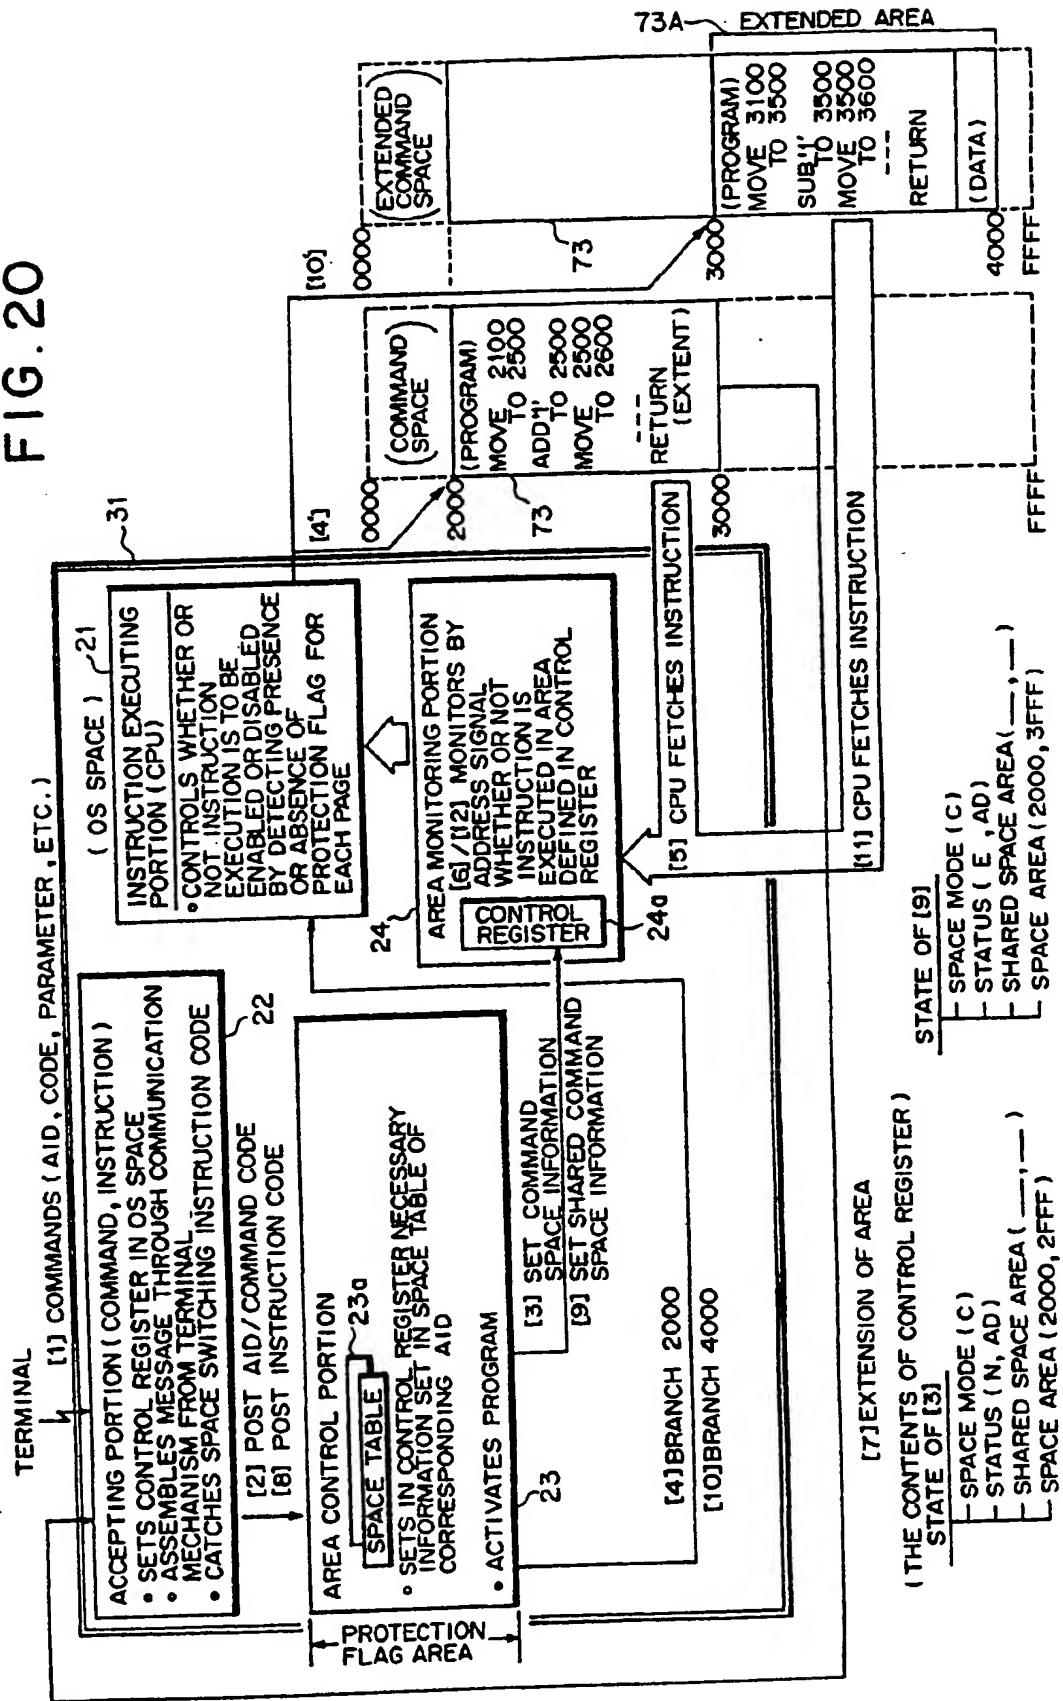 FIG. 20
TERMINAL
[1] COMMANDS (AID, CODE, PARAMETER, ETC.)
31
ACCEPTING PORTION (COMMAND, INSTRUCTION)
• SETS CONTROL REGISTER IN OS SPACE
• ASSEMBLES MESSAGE THROUGH COMMUNICATION
MECHANISM FROM TERMINAL
• CATCHES SPACE SWITCHING INSTRUCTION CODE
22
[2] POST AID/COMMAND CODE
[8] POST INSTRUCTION CODE
PROTECTION
FLAG AREA
AREA CONTROL PORTION
23a
SPACE TABLE
• SETS IN CONTROL REGISTER NECESSARY
INFORMATION SET IN SPACE TABLE OF
CORRESPONDING AID
• ACTIVATES PROGRAM
23
[3] SET COMMAND
SPACE INFORMATION
[9] SET SHARED COMMAND
SPACE INFORMATION
[4] BRANCH 2000
[10] BRANCH 4000
(OS SPACE)
21
INSTRUCTION EXECUTING
PORTION (CPU)
• CONTROLS WHETHER OR
NOT INSTRUCTION
EXECUTION IS TO BE
ENABLED OR DISABLED
BY DETECTING PRESENCE
OR ABSENCE OF
PROTECTION FLAG FOR
EACH PAGE
24
AREA MONITORING PORTION
[6]/[12] MONITORS BY
ADDRESS SIGNAL
WHETHER OR NOT
INSTRUCTION IS
EXECUTED IN AREA
DEFINED IN CONTROL
REGISTER
CONTROL
REGISTER
24a
[5] CPU FETCHES INSTRUCTION
[11] CPU FETCHES INSTRUCTION
[4']
0000
(COMMAND
SPACE)
2000
(PROGRAM)
MOVE 2100
TO 2500
ADD'1'
TO 2500
MOVE 2500
TO 2600
---
RETURN
(EXTENT)
73
3000
FFFF
[10']
0000
(EXTENDED
COMMAND
SPACE)
73
73A
EXTENDED AREA
3000
(PROGRAM)
MOVE 3100
TO 3500
SUB'1'
TO 3500
MOVE 3500
TO 3600
---
RETURN
(DATA)
4000
FFFF
[7] EXTENSION OF AREA
(THE CONTENTS OF CONTROL REGISTER)
STATE OF [3]
SPACE MODE (C)
STATUS (N, AD)
SHARED SPACE AREA (__,__)
SPACE AREA (2000, 2FFF)
STATE OF [9]
SPACE MODE (C)
STATUS (E, AD)
SHARED SPACE AREA (__,__)
SPACE AREA (2000, 3FFF)